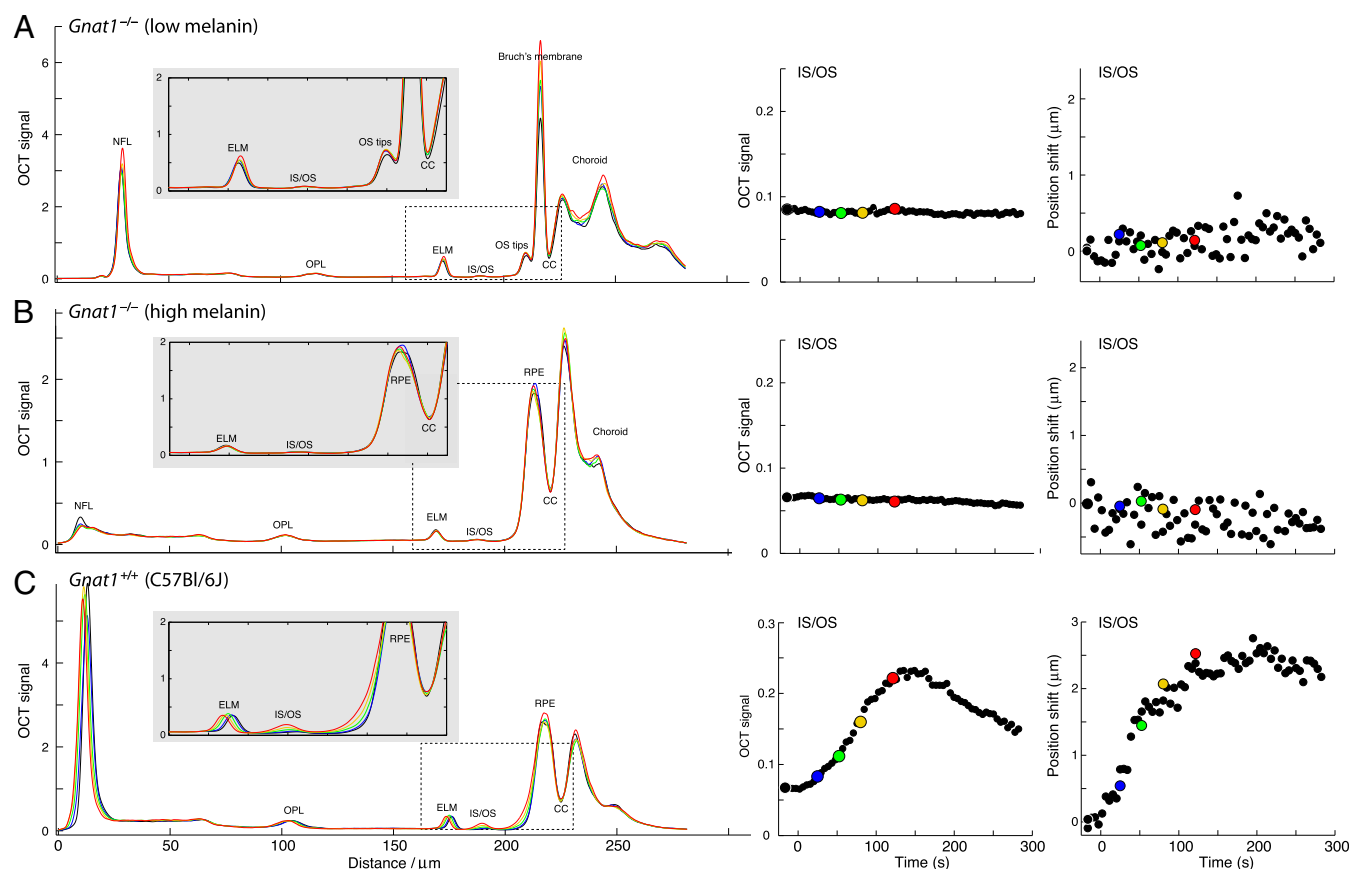 A
Gnat1−/− (low melanin)
OCT signal
6
4
2
0
NFL
OPL
ELM
IS/OS
OS tips
Bruch's membrane
CC
Choroid
2
1
0
ELM
IS/OS
OS tips
CC
IS/OS
OCT signal
0.2
0.1
0
IS/OS
Position shift (μm)
2
1
0
B
Gnat1−/− (high melanin)
OCT signal
2
1
0
NFL
OPL
ELM
IS/OS
RPE
CC
Choroid
2
1
0
ELM
IS/OS
RPE
CC
IS/OS
OCT signal
0.2
0.1
0
IS/OS
Position shift (μm)
2
1
0
C
Gnat1+/+ (C57Bl/6J)
OCT signal
4
2
0
OPL
ELM
IS/OS
RPE
CC
2
1
0
ELM
IS/OS
RPE
0 50 100 150 200 250
Distance / μm
IS/OS
OCT signal
0.3
0.2
0.1
0
0 100 200 300
Time (s)
IS/OS
Position shift (μm)
3
2
1
0
0 100 200 300
Time (s)